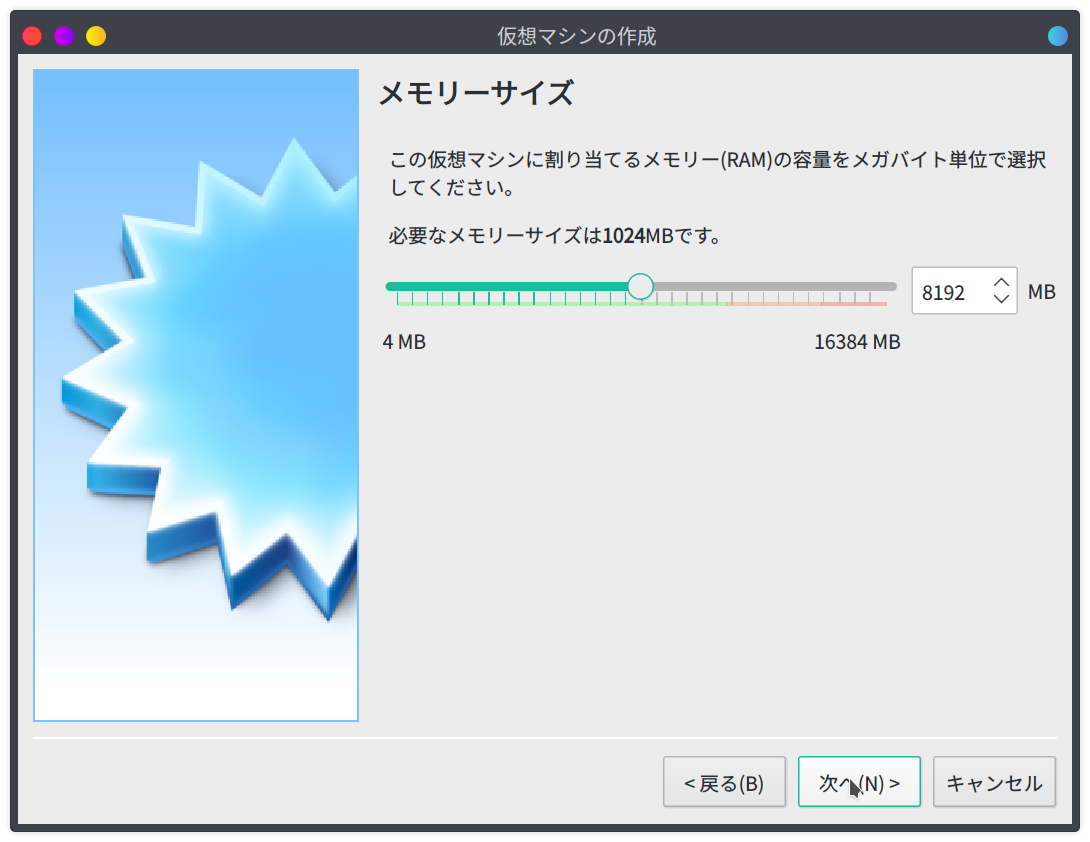 仮想マシンの作成
メモリーサイズ
この仮想マシンに割り当てるメモリー(RAM)の容量をメガバイト単位で選択
してください。
必要なメモリーサイズは1024MBです。
8192 MB
4 MB 16384 MB
< 戻る(B) 次へ(N) > キャンセル